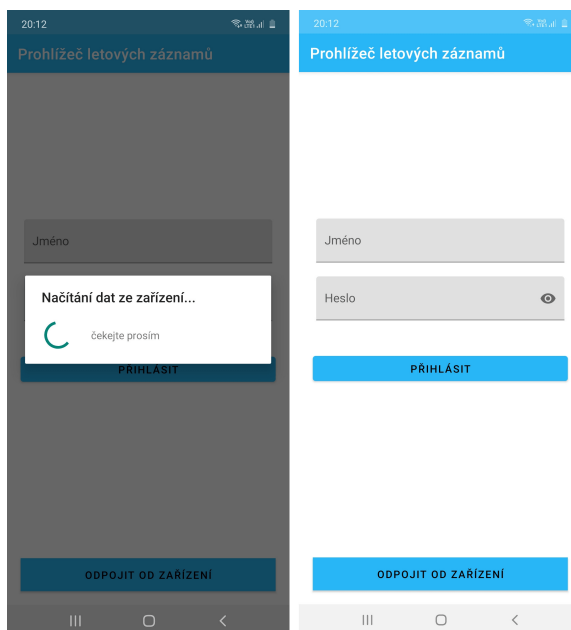 20:12
Prohlížeč letových záznamů
Jméno
Načítání dat ze zařízení...
čekejte prosím
PŘIHLÁSIT
ODPOJIT OD ZAŘÍZENÍ
20:12
Prohlížeč letových záznamů
Jméno
Heslo
PŘIHLÁSIT
ODPOJIT OD ZAŘÍZENÍ